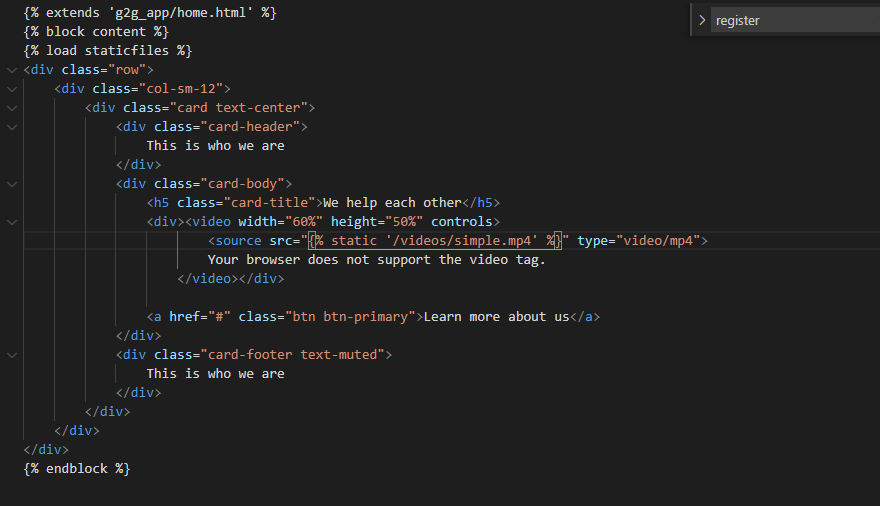 {% extends 'g2g_app/home.html' %}
register
{% block content %}
{% load staticfiles %}
<div class="row">
<div class="col-sm-12">
<div class="card text-center">
<div class="card-header">
This is who we are
</div>
<div class="card-body">
<h5 class="card-title">We help each other</h5>
<div><video width="60%" height="50%" controls>
<source src="{% static '/videos/simple.mp4' %}" type="video/mp4">
Your browser does not support the video tag.
</video></div>
<a href="#" class="btn btn-primary">Learn more about us</a>
</div>
<div class="card-footer text-muted">
This is who we are
</div>
</div>
</div>
</div>
{% endblock %}